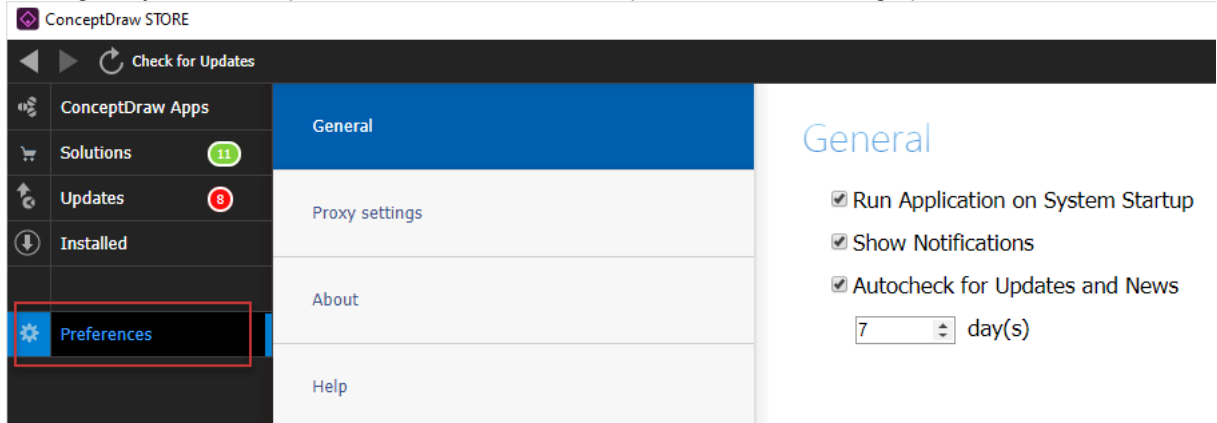 ConceptDraw STORE
Check for Updates
ConceptDraw Apps
Solutions 11
Updates 8
Installed
Preferences
General
Proxy settings
About
Help
General
Run Application on System Startup
Show Notifications
Autocheck for Updates and News
7 day(s)